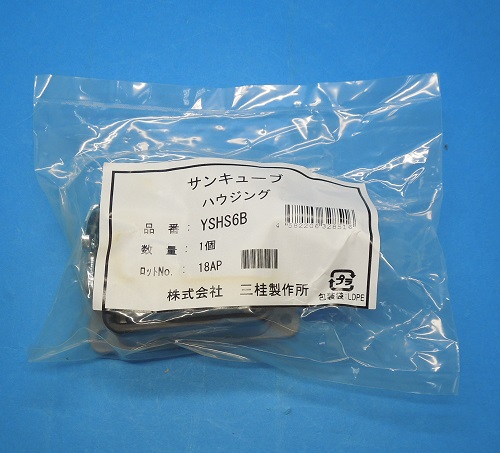 サンキューブ
ハウジング
品 番: YSHS6B
数 量: 1個
ロットNo. : 18AP
株式会社 三桂製作所
プラ
包装袋:LDPE